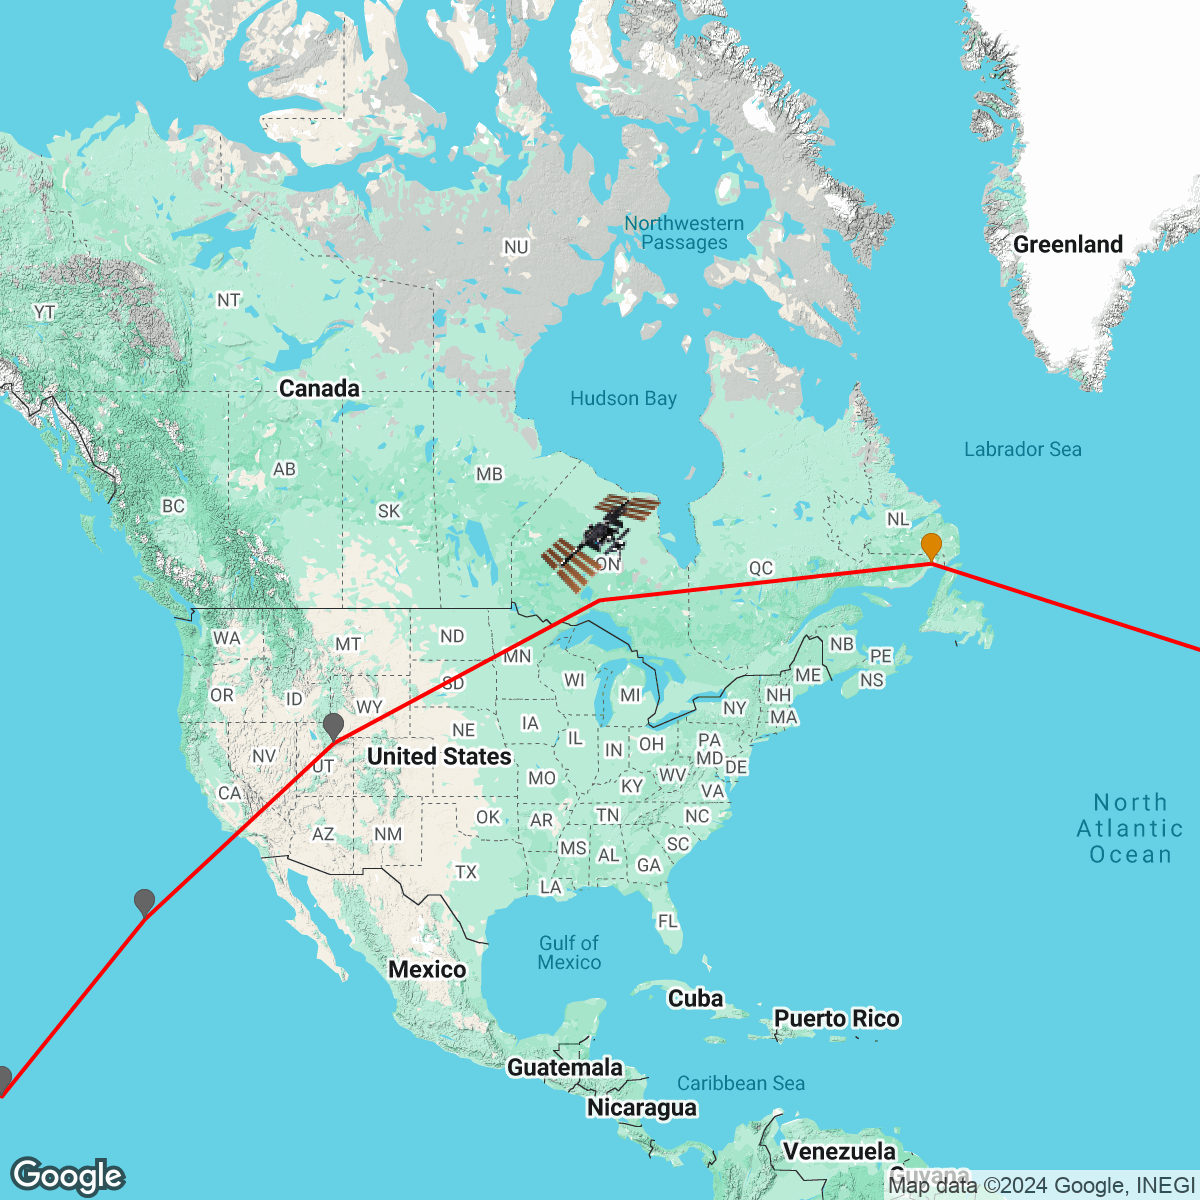 Northwestern
Passages
NU
Greenland
NT
YT
Canada
Hudson Bay
Labrador Sea
AB
MB
BC
SK
NL
ON
QC
WA
MT
ND
MN
NB
PE
OR
ID
WY
SD
WI
MI
ME
NS
NH
NY
MA
NE
IA
IL
IN
OH
PA
MD
DE
NV
UT
United States
CA
MO
KY
WV
VA
North
Atlantic
Ocean
OK
AR
TN
NC
AZ
NM
MS
AL
SC
GA
TX
LA
FL
Gulf of
Mexico
Mexico
Cuba
Puerto Rico
Guatemala
Caribbean Sea
Nicaragua
Venezuela
Guyana
Google
Map data ©2024 Google, INEGI